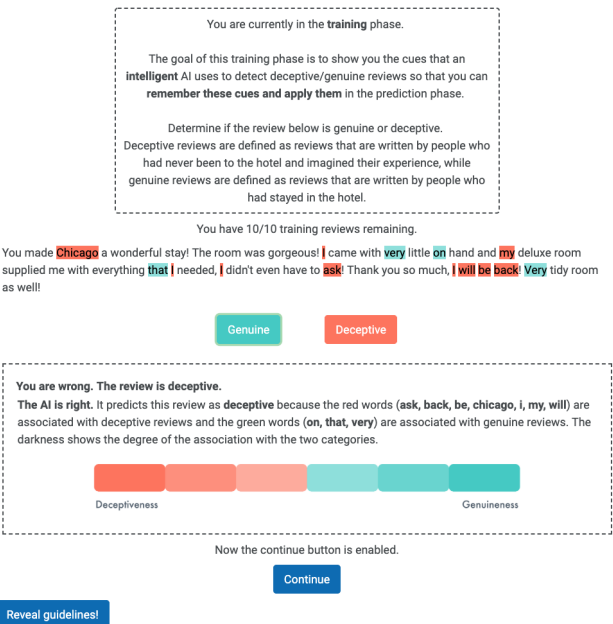 You are currently in the training phase.
The goal of this training phase is to show you the cues that an
intelligent AI uses to detect deceptive/genuine reviews so that you can
remember these cues and apply them in the prediction phase.
Determine if the review below is genuine or deceptive.
Deceptive reviews are defined as reviews that are written by people who
had never been to the hotel and imagined their experience, while
genuine reviews are defined as reviews that are written by people who
had stayed in the hotel.
You have 10/10 training reviews remaining.
You made Chicago a wonderful stay! The room was gorgeous! I came with very little on hand and my deluxe room
supplied me with everything that I needed, I didn't even have to ask! Thank you so much, I will be back! Very tidy room
as well!
Genuine Deceptive
You are wrong. The review is deceptive.
The AI is right. It predicts this review as deceptive because the red words (ask, back, be, chicago, i, my, will) are
associated with deceptive reviews and the green words (on, that, very) are associated with genuine reviews. The
darkness shows the degree of the association with the two categories.
Deceptiveness Genuineness
Now the continue button is enabled.
Continue
Reveal guidelines!